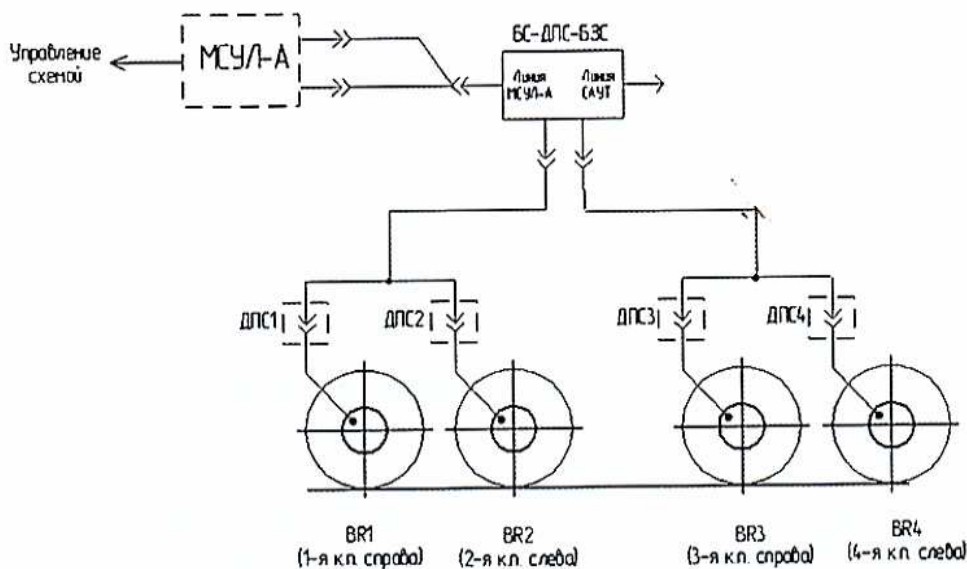 Управление
схемой
МСУЛ-А
БС-ДПС-БЗС
Линия
МСУЛ-А
Линия
САУТ
ДПС1
ДПС2
ДПС3
ДПС4
BR1
(1-я к.п. справа)
BR2
(2-я к.п. слева)
BR3
(3-я к.п. справа)
BR4
(4-я к.п. слева)